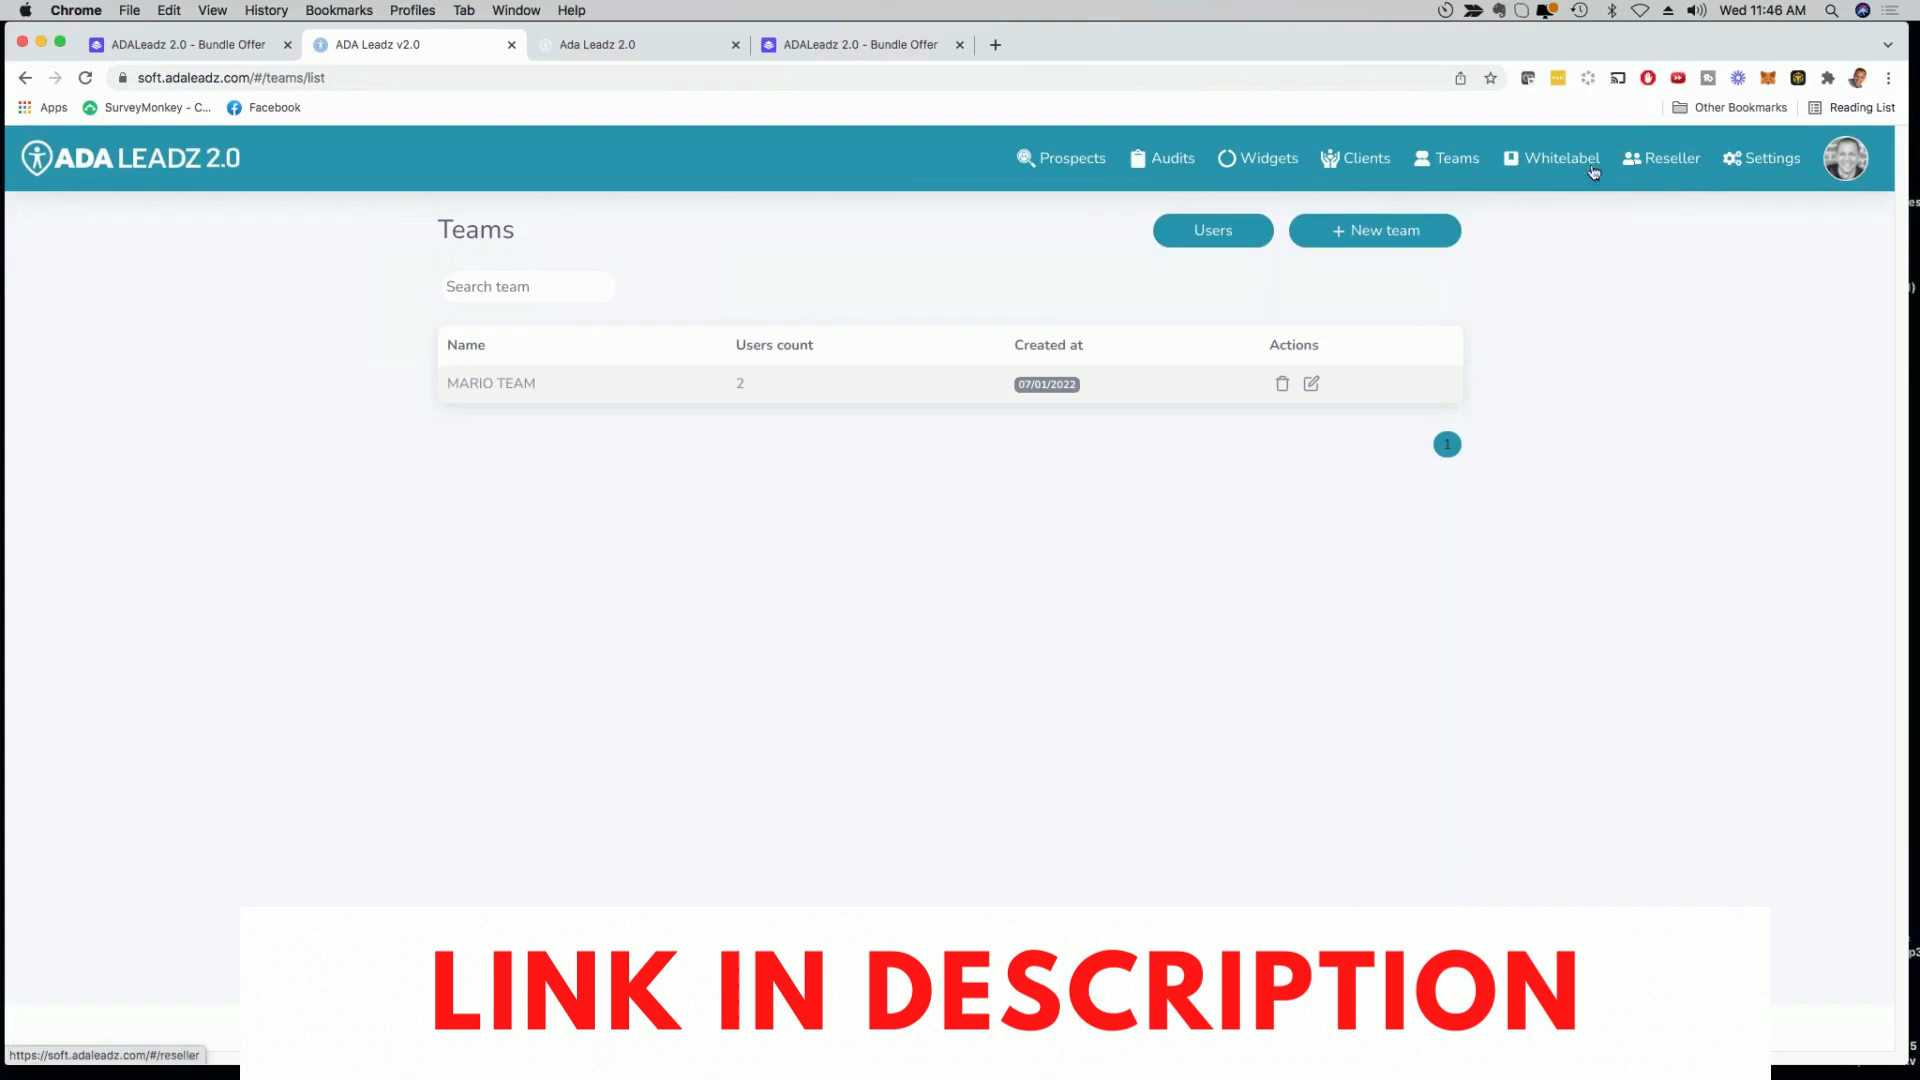 Chrome File Edit View History Bookmarks Profiles Tab Window Help Wed 11:46 AM
ADALeadz 2.0 - Bundle Offer ADA Leadz v2.0 Ada Leadz 2.0 ADALeadz 2.0 - Bundle Offer
soft.adaleadz.com/#/teams/list
Apps SurveyMonkey - C... Facebook Other Bookmarks Reading List
ADA LEADZ 2.0 Prospects Audits Widgets Clients Teams Whitelabel Reseller Settings
Teams Users + New team
Search team
Name Users count Created at Actions
MARIO TEAM 2 07/01/2022
1
LINK IN DESCRIPTION
https://soft.adaleadz.com/#/reseller